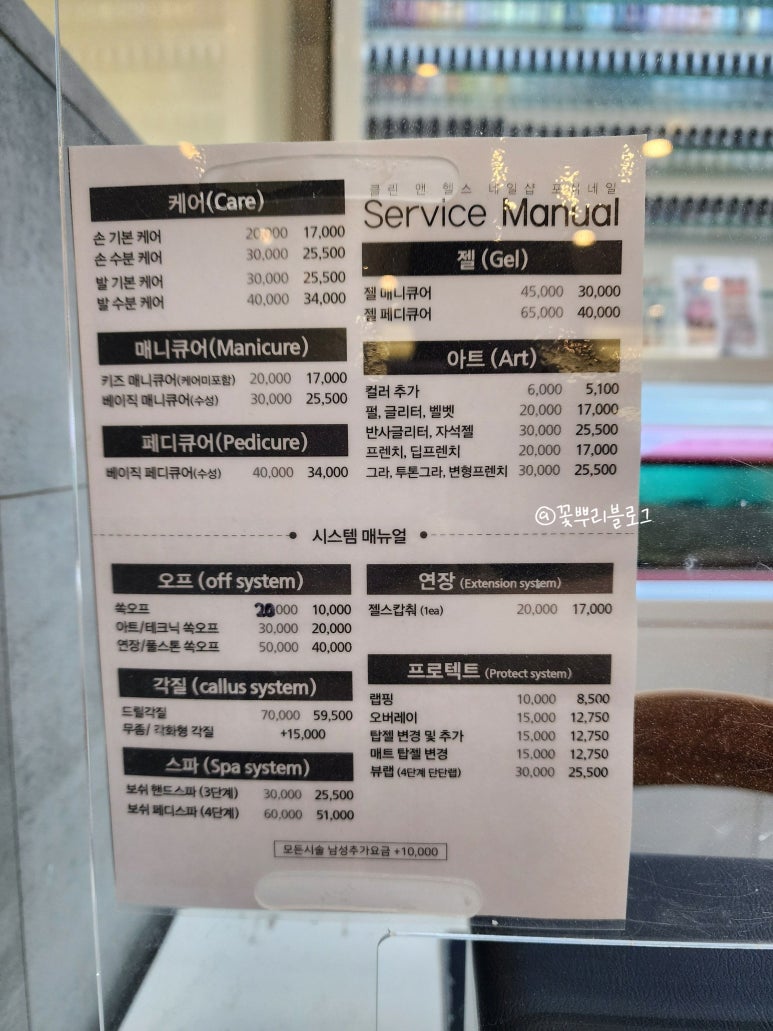 케어(Care)
손 기본 케어 20,000 17,000
손 수분 케어 30,000 25,500
발 기본 케어 30,000 25,500
발 수분 케어 40,000 34,000
매니큐어(Manicure)
키즈 매니큐어(케어미포함) 20,000 17,000
베이직 매니큐어(수성) 30,000 25,500
페디큐어(Pedicure)
베이직 페디큐어(수성) 40,000 34,000
클린 앤 헬스 네일샵 네일
Service Manual
젤 (Gel)
젤 매니큐어 45,000 30,000
젤 페디큐어 65,000 40,000
아트 (Art)
컬러 추가 6,000 5,100
펄, 글리터, 벨벳 20,000 17,000
반사글리터, 자석젤 30,000 25,500
프렌치, 딥프렌치 20,000 17,000
그라, 투톤그라, 변형프렌치 30,000 25,500
@꽃뿌리블로그
시스템 매뉴얼
오프 (off system)
쏙오프 20,000 10,000
아트/테크닉 쏙오프 30,000 20,000
연장/풀스톤 쏙오프 50,000 40,000
각질 (callus system)
드릴각질 70,000 59,500
무좀/ 각화형 각질 +15,000
스파 (Spa system)
보쉬 핸드스파 (3단계) 30,000 25,500
보쉬 페디스파 (4단계) 60,000 51,000
연장 (Extension system)
젤스캅춰 (1ea) 20,000 17,000
프로텍트 (Protect system)
랩핑 10,000 8,500
오버레이 15,000 12,750
탑젤 변경 및 추가 15,000 12,750
매트 탑젤 변경 15,000 12,750
뷰랩 (4단계 단단랩) 30,000 25,500
모든시술 남성추가요금 +10,000